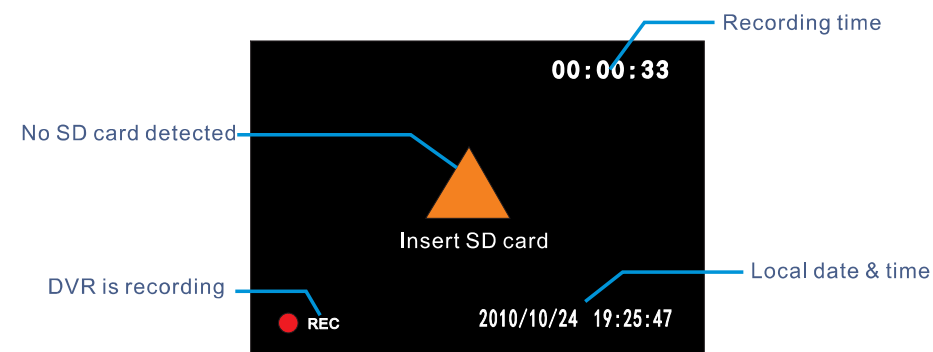 Recording time
00:00:33
No SD card detected
Insert SD card
Local date & time
DVR is recording
REC
2010/10/24 19:25:47